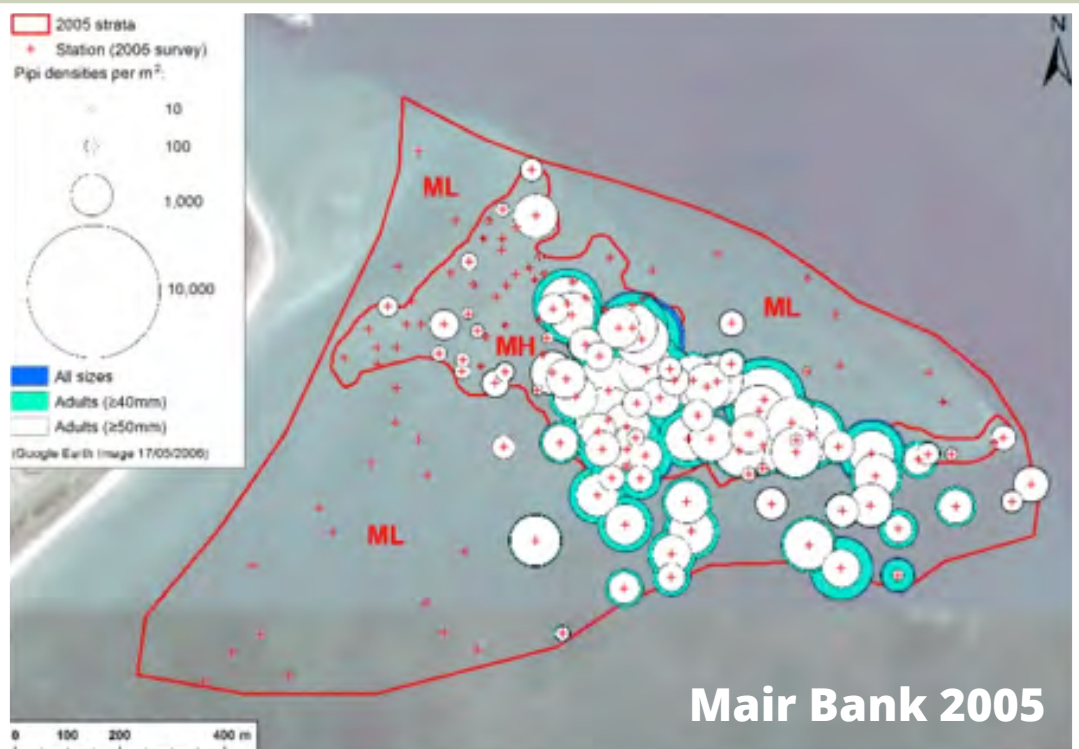 2005 strata
Station (2005 survey)
Pipi densities per m²:
10
100
1,000
10,000
All sizes
Adults (≥40mm)
Adults (≥50mm)
(Google Earth Image 17/05/2006)
N
ML
ML
MH
ML
Mair Bank 2005
0 100 200 400 m